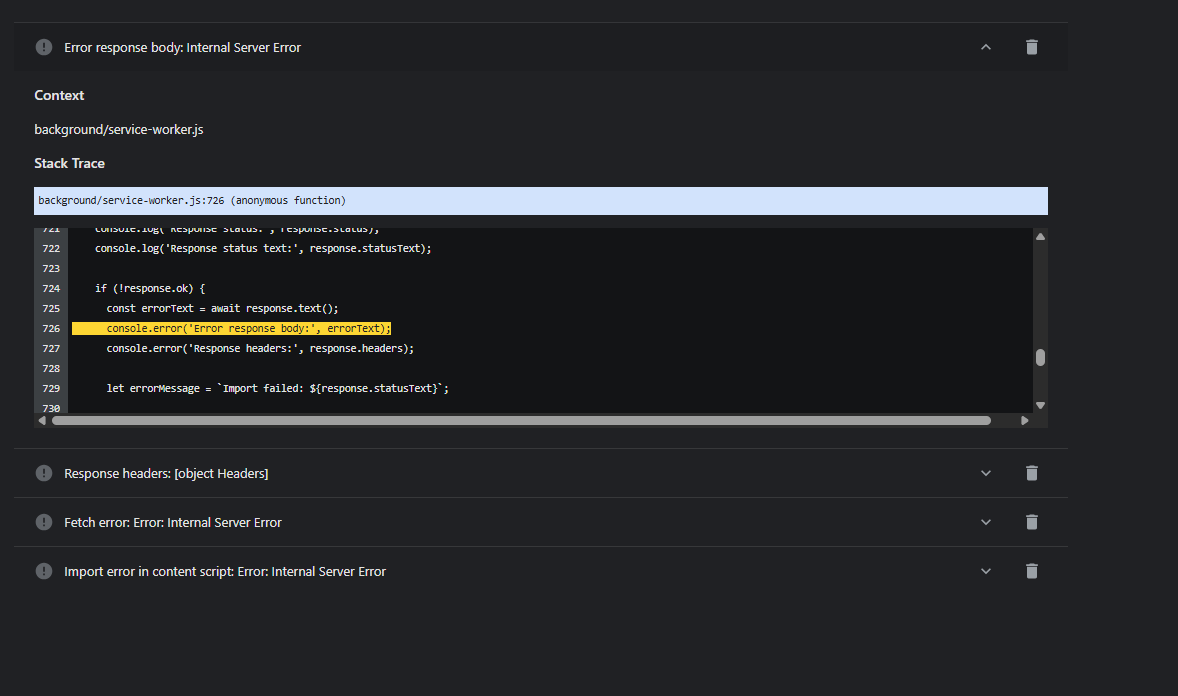 Error response body: Internal Server Error
Context
background/service-worker.js
Stack Trace
background/service-worker.js:726 (anonymous function)
721 console.log('Response status:', response.status);
722 console.log('Response status text:', response.statusText);
723
724 if (!response.ok) {
725 const errorText = await response.text();
726 console.error('Error response body:', errorText);
727 console.error('Response headers:', response.headers);
728
729 let errorMessage = `Import failed: ${response.statusText}`;
730
Response headers: [object Headers]
Fetch error: Error: Internal Server Error
Import error in content script: Error: Internal Server Error